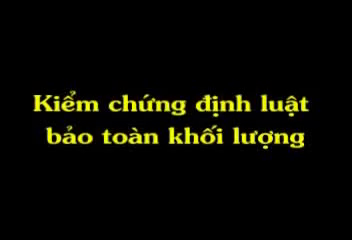 Kiểm chứng định luật
bảo toàn khối lượng